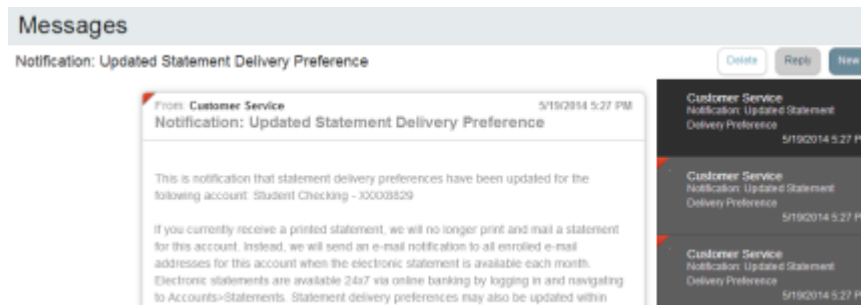 Messages
Notification: Updated Statement Delivery Preference
Delete Reply New
From: Customer Service 5/19/2014 5:27 PM
Notification: Updated Statement Delivery Preference
This is notification that statement delivery preferences have been updated for the
following account: Student Checking - XXXX8829
If you currently receive a printed statement, we will no longer print and mail a statement
for this account. Instead, we will send an e-mail notification to all enrolled e-mail
addresses for this account when the electronic statement is available each month.
Electronic statements are available 24x7 via online banking by logging in and navigating
to Accounts>Statements. Statement delivery preferences may also be updated within
Customer Service
Notification: Updated Statement
Delivery Preference
5/19/2014 5:27 P
Customer Service
Notification: Updated Statement
Delivery Preference
5/19/2014 5:27 P
Customer Service
Notification: Updated Statement
Delivery Preference
5/19/2014 5:27 P